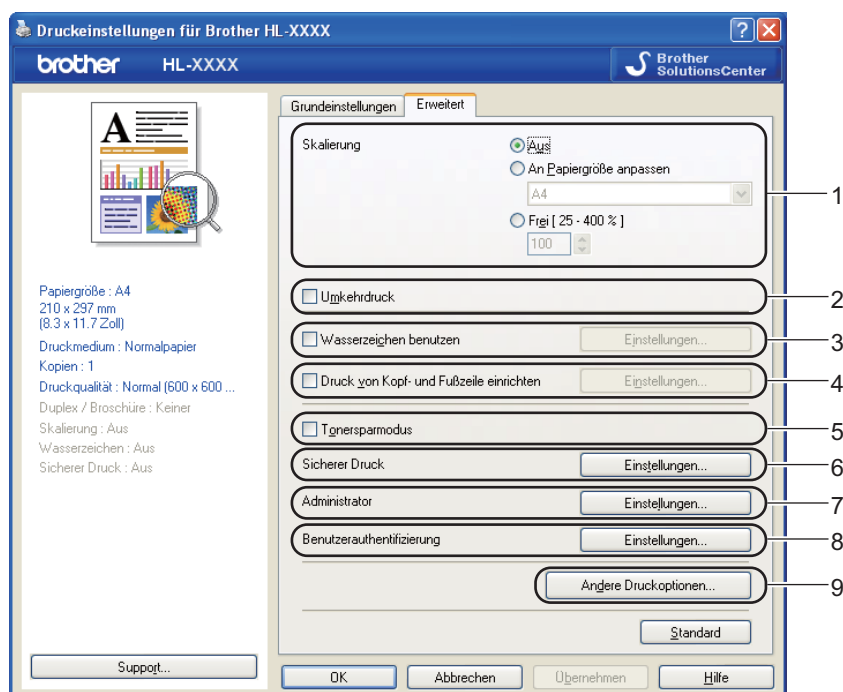 Druckeinstellungen für Brother HL-XXXX
brother HL-XXXX
Brother
SolutionsCenter
Grundeinstellungen Erweitert
A
Skalierung
Aus
An Papiergröße anpassen
A4
Frei [ 25 - 400 % ]
100
1
Umkehrdruck
2
Wasserzeichen benutzen Einstellungen...
3
Druck von Kopf- und Fußzeile einrichten Einstellungen...
4
Tonersparmodus
5
Sicherer Druck Einstellungen...
6
Administrator Einstellungen...
7
Benutzerauthentifizierung Einstellungen...
8
Andere Druckoptionen...
9
Standard
Papiergröße : A4
210 x 297 mm
(8.3 x 11.7 Zoll)
Druckmedium : Normalpapier
Kopien : 1
Druckqualität : Normal (600 x 600 ...
Duplex / Broschüre : Keiner
Skalierung : Aus
Wasserzeichen : Aus
Sicherer Druck : Aus
Support...
OK Abbrechen Übernehmen Hilfe